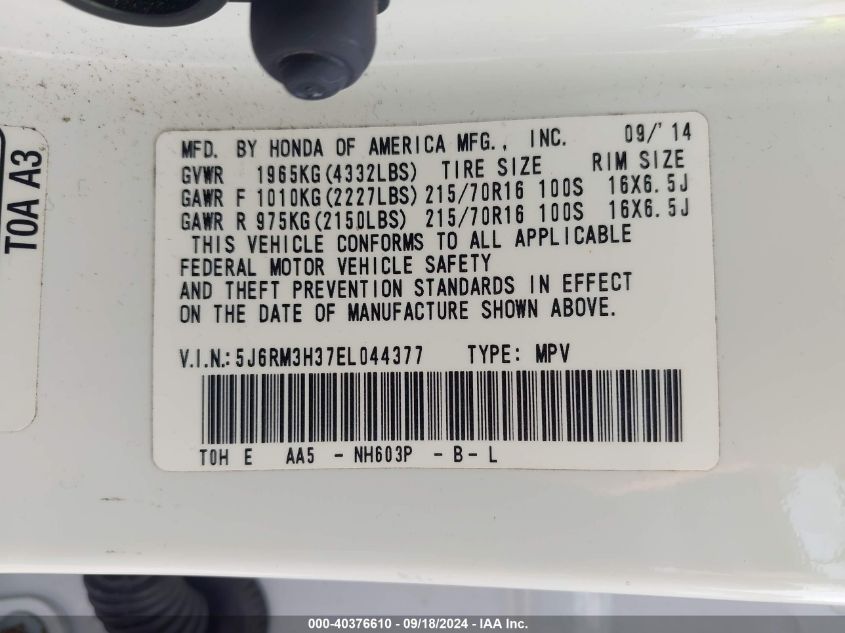 TOA A3
MFD. BY HONDA OF AMERICA MFG., INC. 09/'14
GVWR 1965KG(4332LBS) TIRE SIZE RIM SIZE
GAWR F 1010KG(2227LBS) 215/70R16 100S 16X6.5J
GAWR R 975KG(2150LBS) 215/70R16 100S 16X6.5J
THIS VEHICLE CONFORMS TO ALL APPLICABLE
FEDERAL MOTOR VEHICLE SAFETY
AND THEFT PREVENTION STANDARDS IN EFFECT
ON THE DATE OF MANUFACTURE SHOWN ABOVE.
V.I.N.:5J6RM3H37EL044377 TYPE: MPV
T0H E AA5 - NH603P - B - L
000-40376610 - 09/18/2024 - IAA Inc.